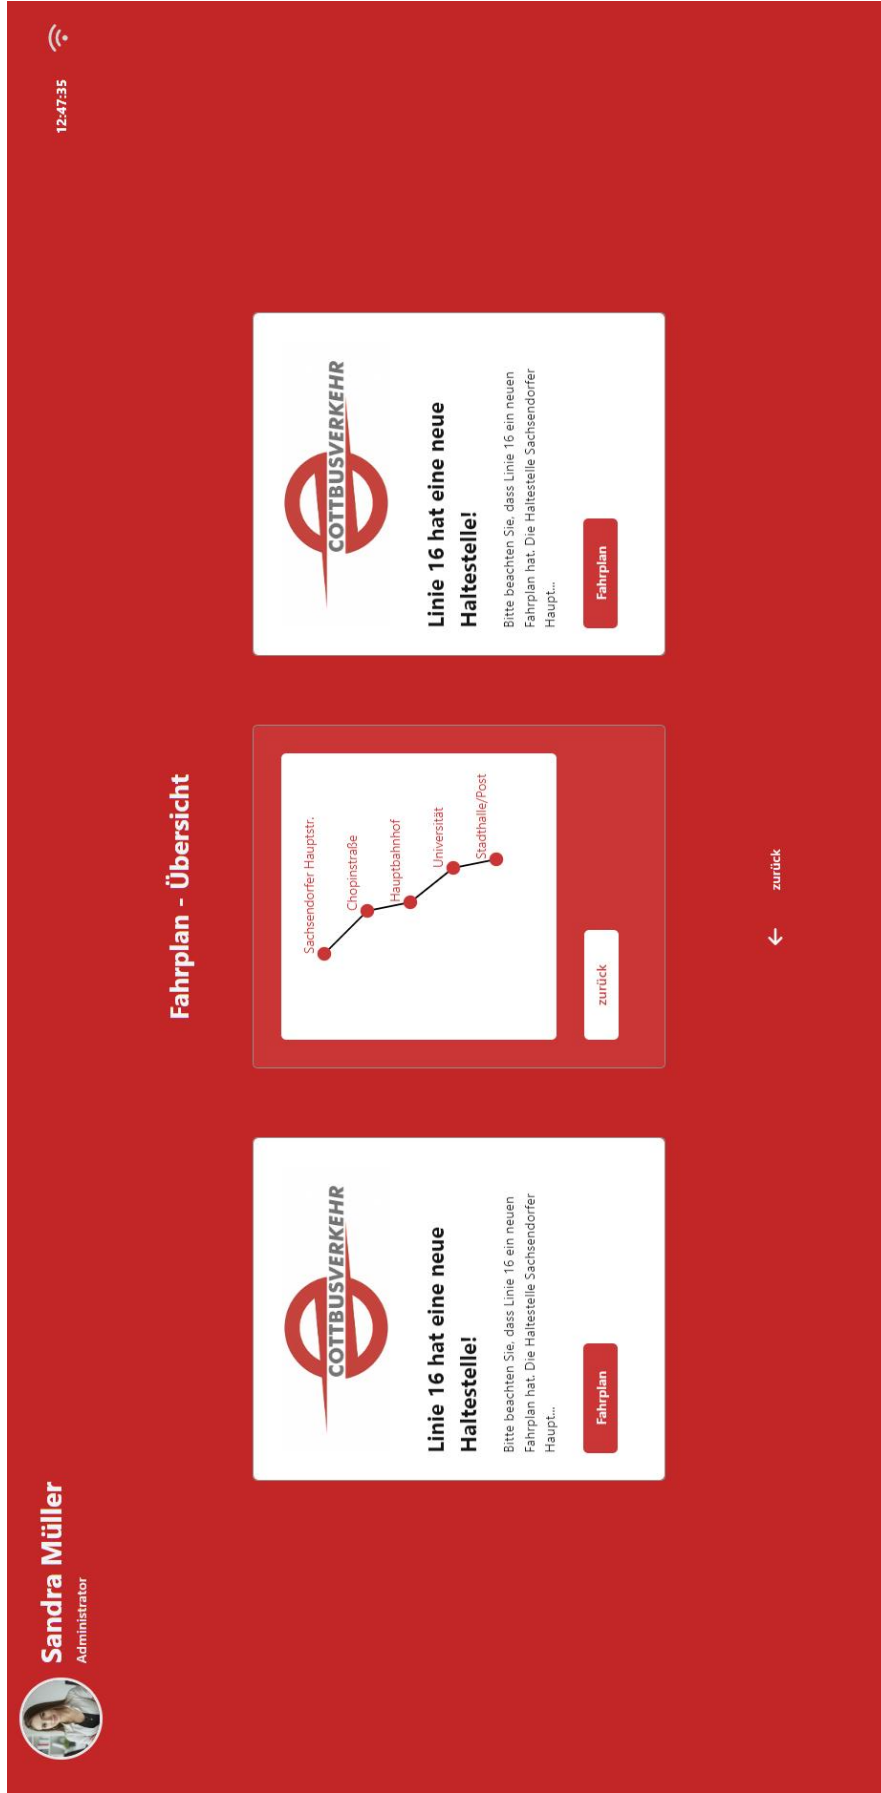 Sandra Müller
Administrator
12:47:35
Fahrplan - Übersicht
COTTBUSVERKEHR
Linie 16 hat eine neue
Haltestelle!
Bitte beachten Sie, dass Linie 16 ein neuen
Fahrplan hat. Die Haltestelle Sachsendorfer
Haupt...
Fahrplan
Sachsendorfer Hauptstr.
Chopinstraße
Hauptbahnhof
Universität
Stadthalle/Post
zurück
COTTBUSVERKEHR
Linie 16 hat eine neue
Haltestelle!
Bitte beachten Sie, dass Linie 16 ein neuen
Fahrplan hat. Die Haltestelle Sachsendorfer
Haupt...
Fahrplan
← zurück